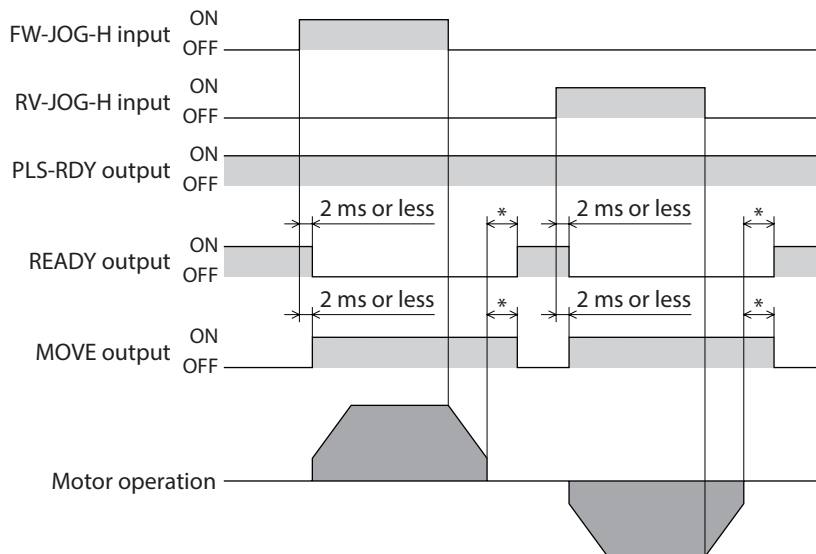 ON
FW-JOG-H input
OFF
ON
RV-JOG-H input
OFF
ON
PLS-RDY output
OFF
2 ms or less * 2 ms or less *
ON
READY output
OFF
2 ms or less * 2 ms or less *
ON
MOVE output
OFF
Motor operation